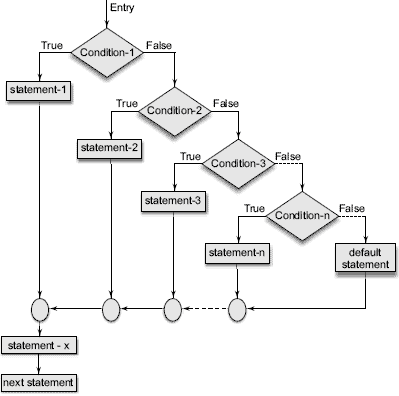 Entry
True
Condition-1
False
statement-1
True
Condition-2
False
statement-2
True
Condition-3
False
statement-3
True
Condition-n
False
statement-n
default
statement
statement - x
next statement